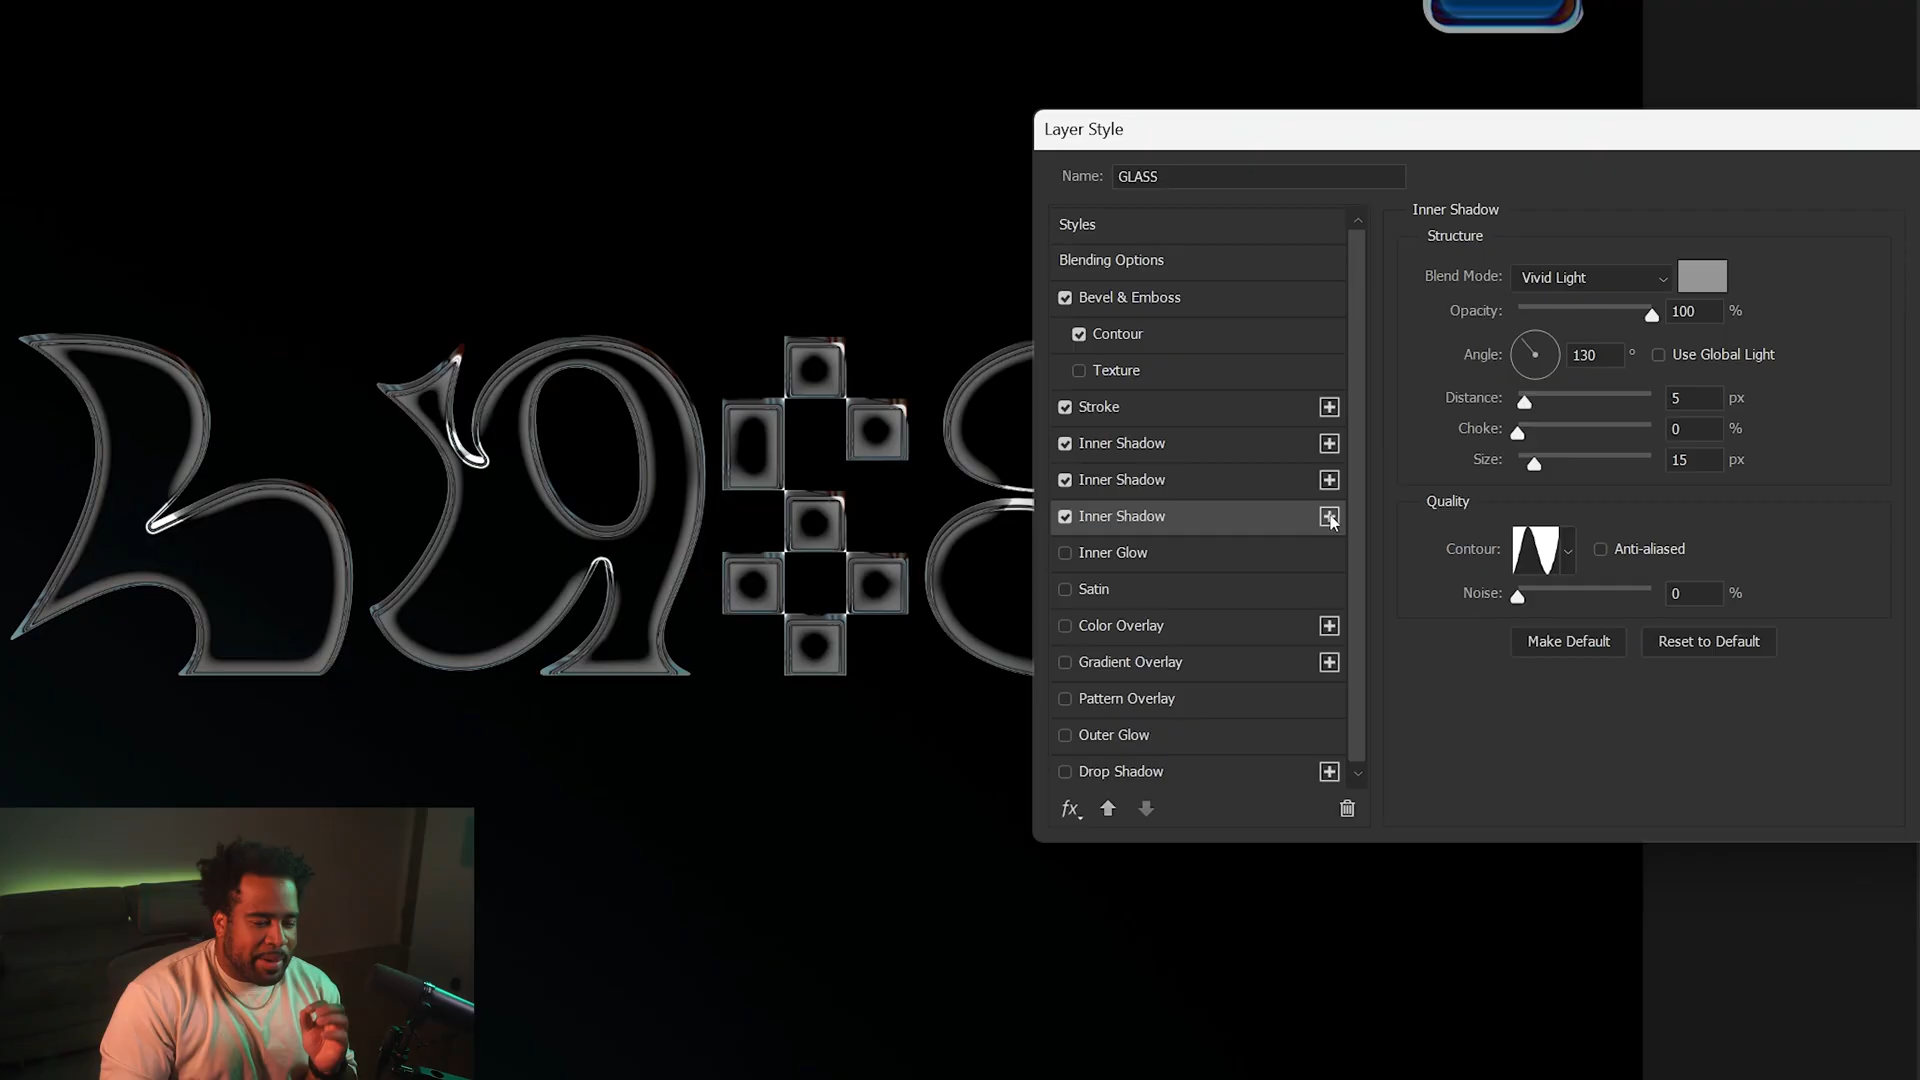 Layer Style
Name: GLASS
Styles
Blending Options
Bevel & Emboss
Contour
Texture
Stroke
Inner Shadow
Inner Shadow
Inner Shadow
Inner Glow
Satin
Color Overlay
Gradient Overlay
Pattern Overlay
Outer Glow
Drop Shadow
fx
Inner Shadow
Structure
Blend Mode: Vivid Light
Opacity: 100 %
Angle: 130 ° Use Global Light
Distance: 5 px
Choke: 0 %
Size: 15 px
Quality
Contour: Anti-aliased
Noise: 0 %
Make Default Reset to Default